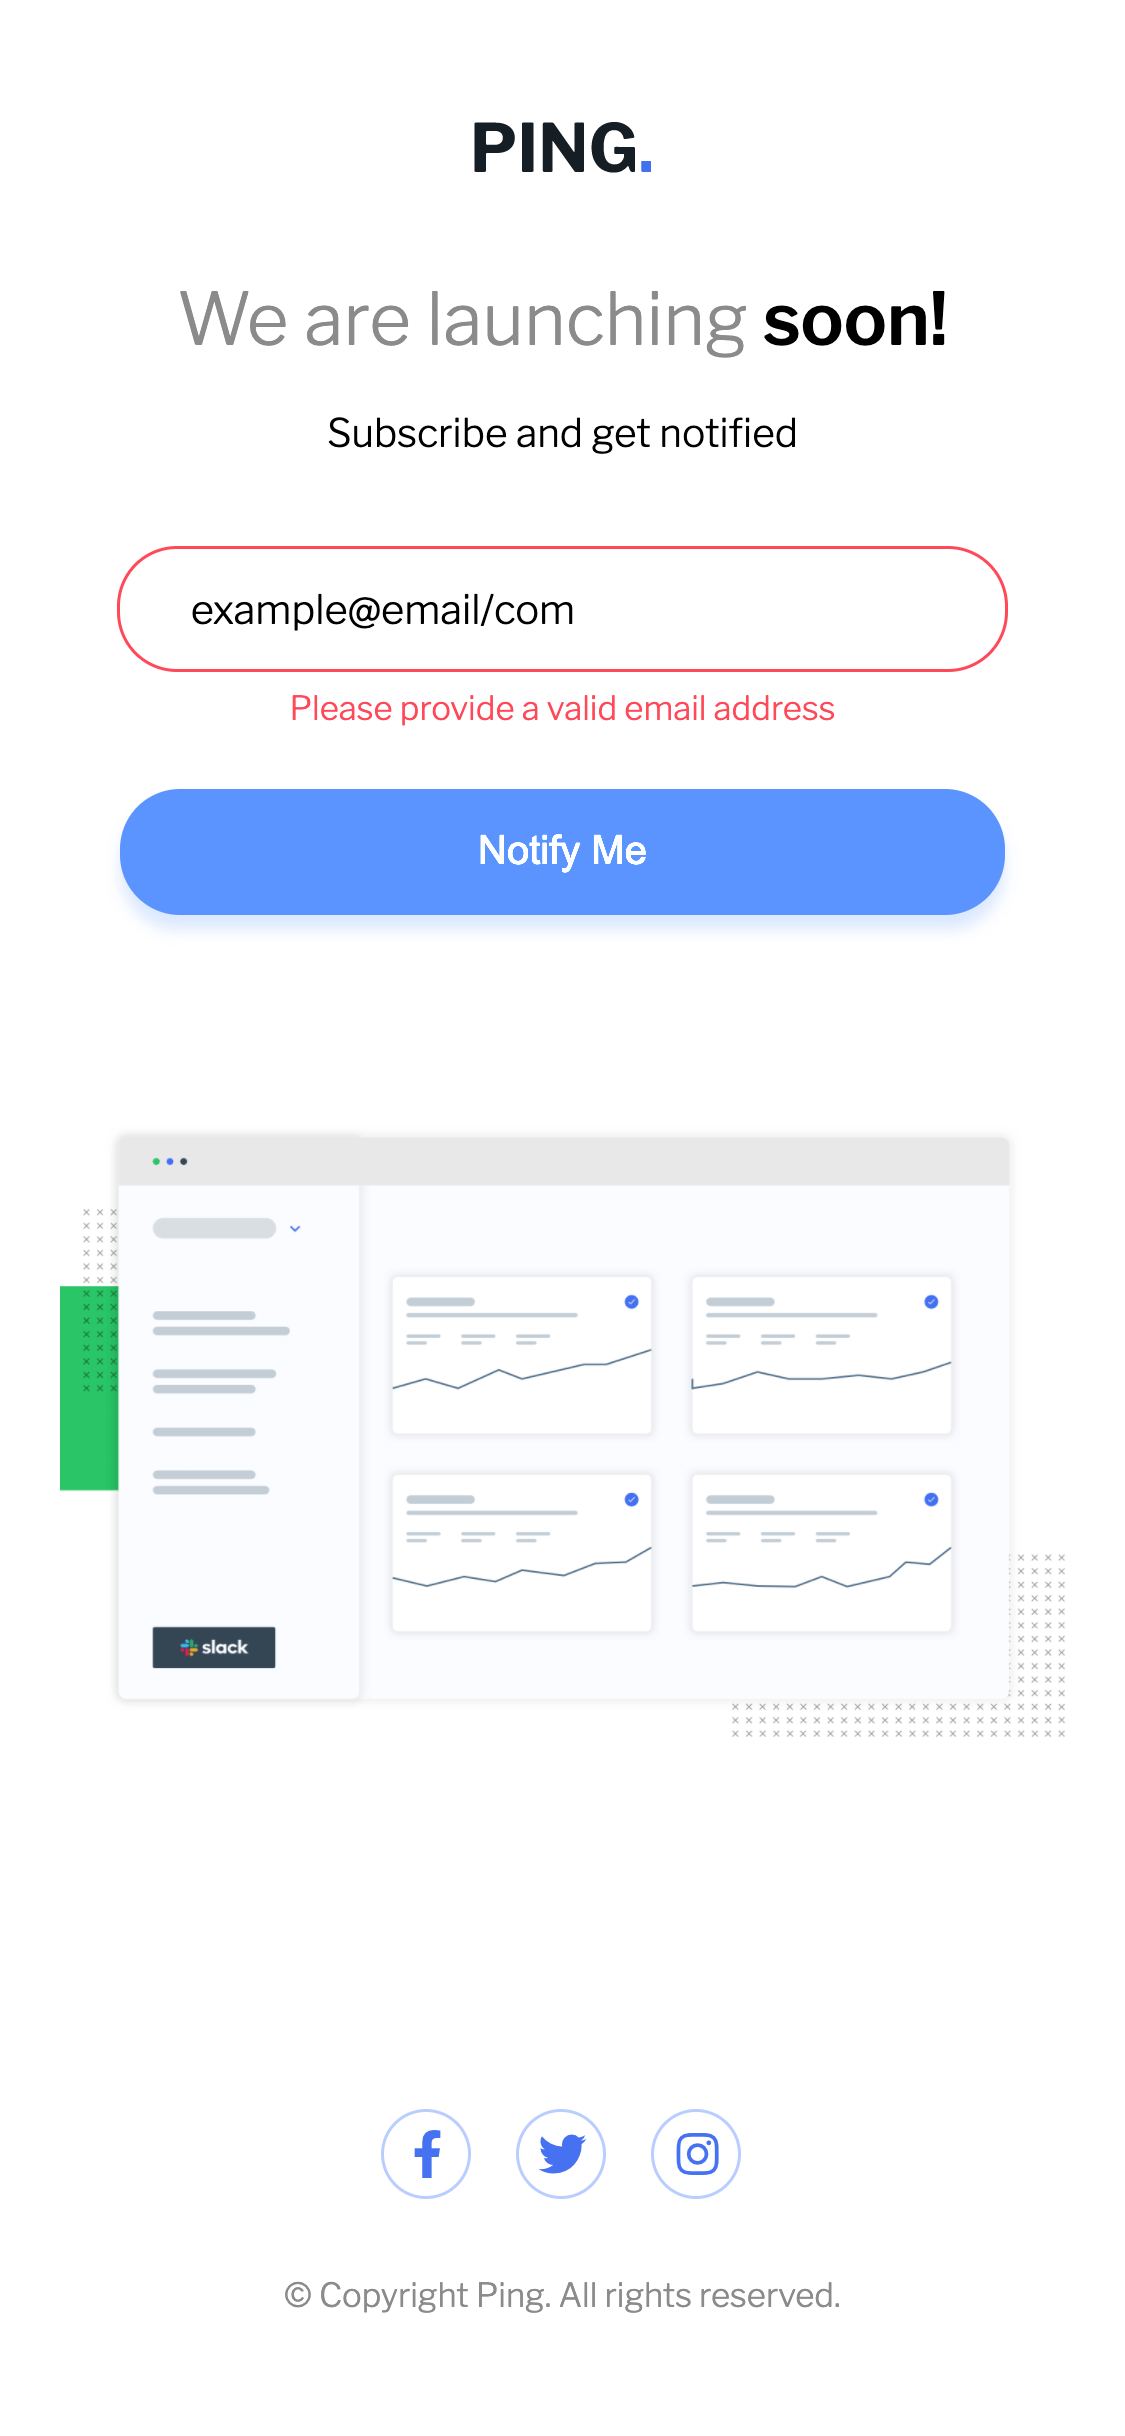 PING.
We are launching soon!
Subscribe and get notified
example@email/com
Please provide a valid email address
Notify Me
slack
© Copyright Ping. All rights reserved.